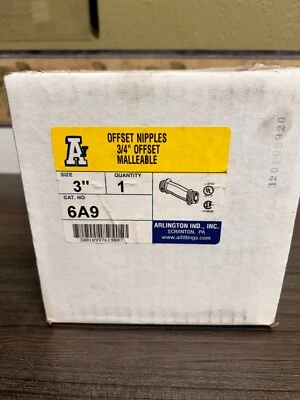 A
OFFSET NIPPLES
3/4" OFFSET
MALLEABLE
SIZE QUANTITY
3" 1
CAT. NO.
6A9
ARLINGTON IND., INC.
SCRANTON, PA
www.aifittings.com